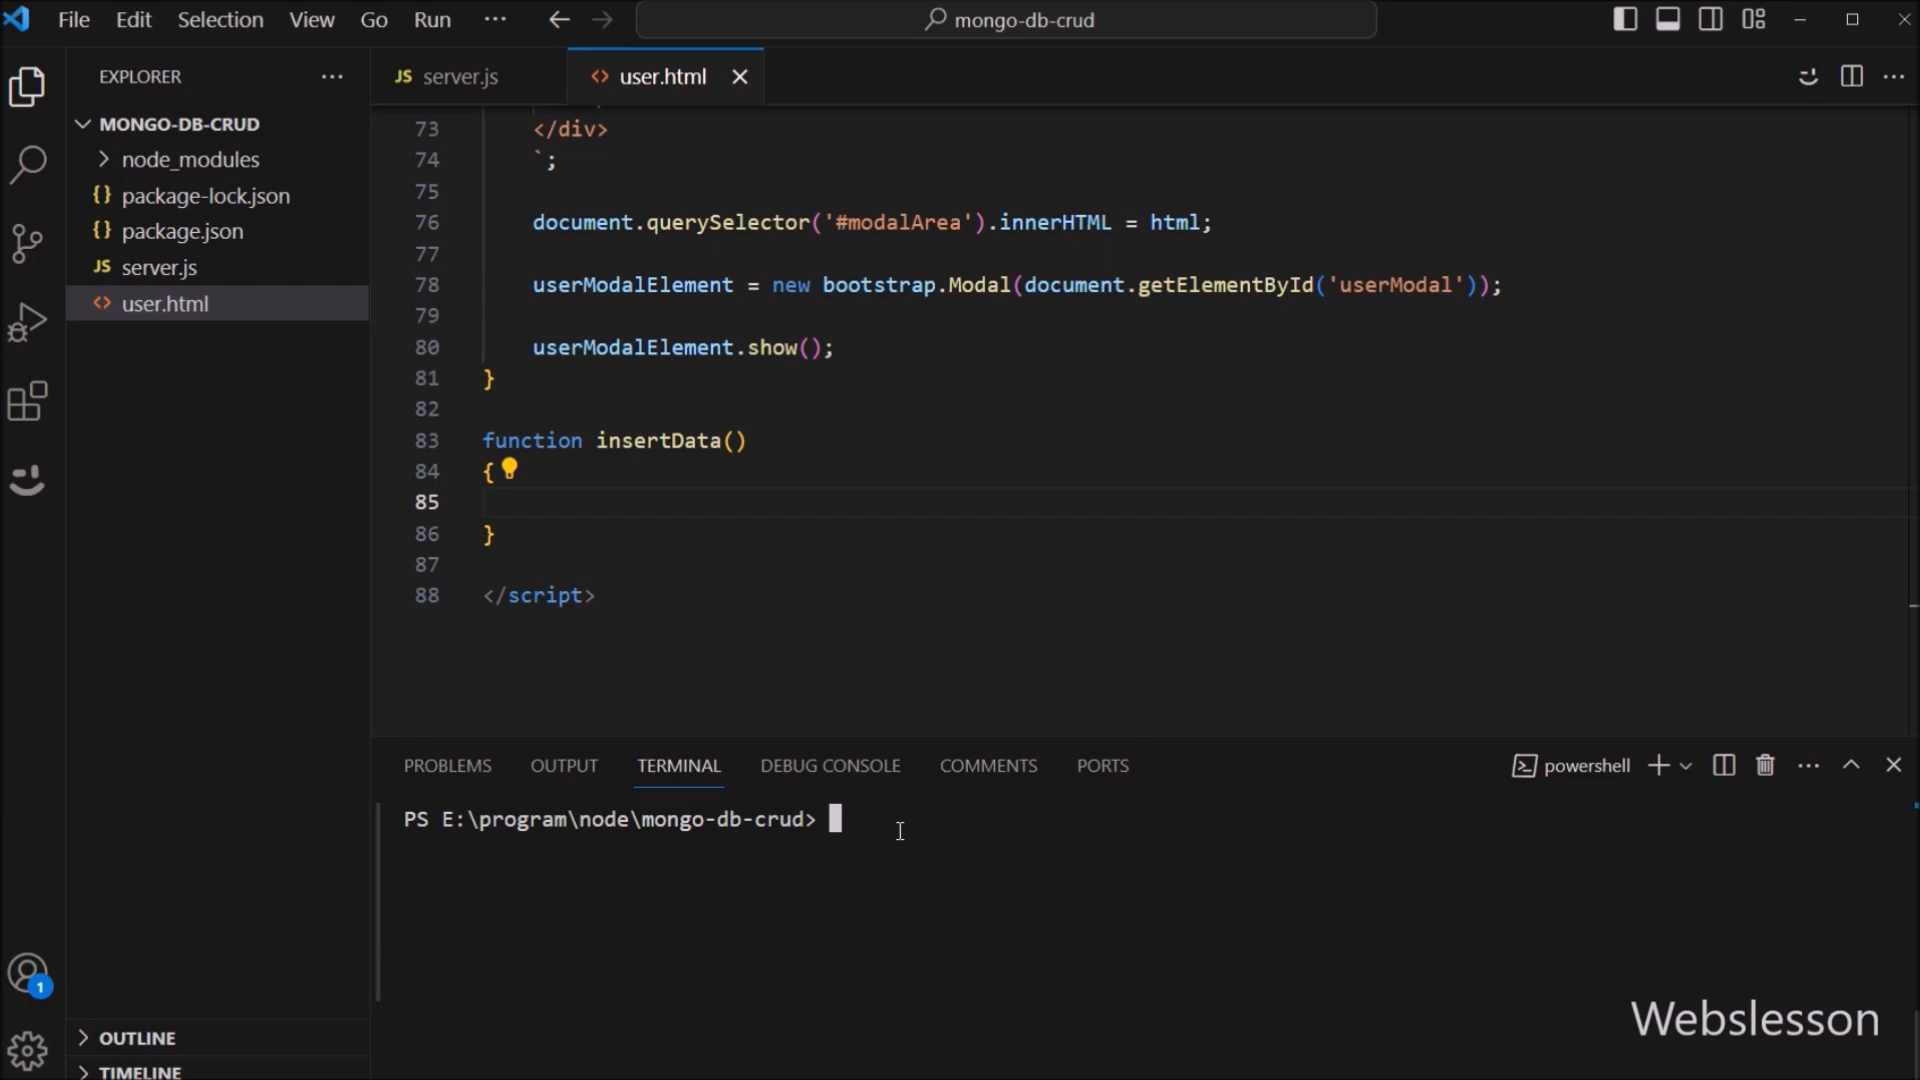 File Edit Selection View Go Run ··· mongo-db-crud
EXPLORER ···
JS server.js <> user.html
MONGO-DB-CRUD
node_modules
{} package-lock.json
{} package.json
JS server.js
<> user.html
73 </div>
74 `;
75
76 document.querySelector('#modalArea').innerHTML = html;
77
78 userModalElement = new bootstrap.Modal(document.getElementById('userModal'));
79
80 userModalElement.show();
81 }
82
83 function insertData()
84 {
85
86 }
87
88 </script>
PROBLEMS OUTPUT TERMINAL DEBUG CONSOLE COMMENTS PORTS powershell
PS E:\program\node\mongo-db-crud>
1
OUTLINE
TIMELINE
Webslesson